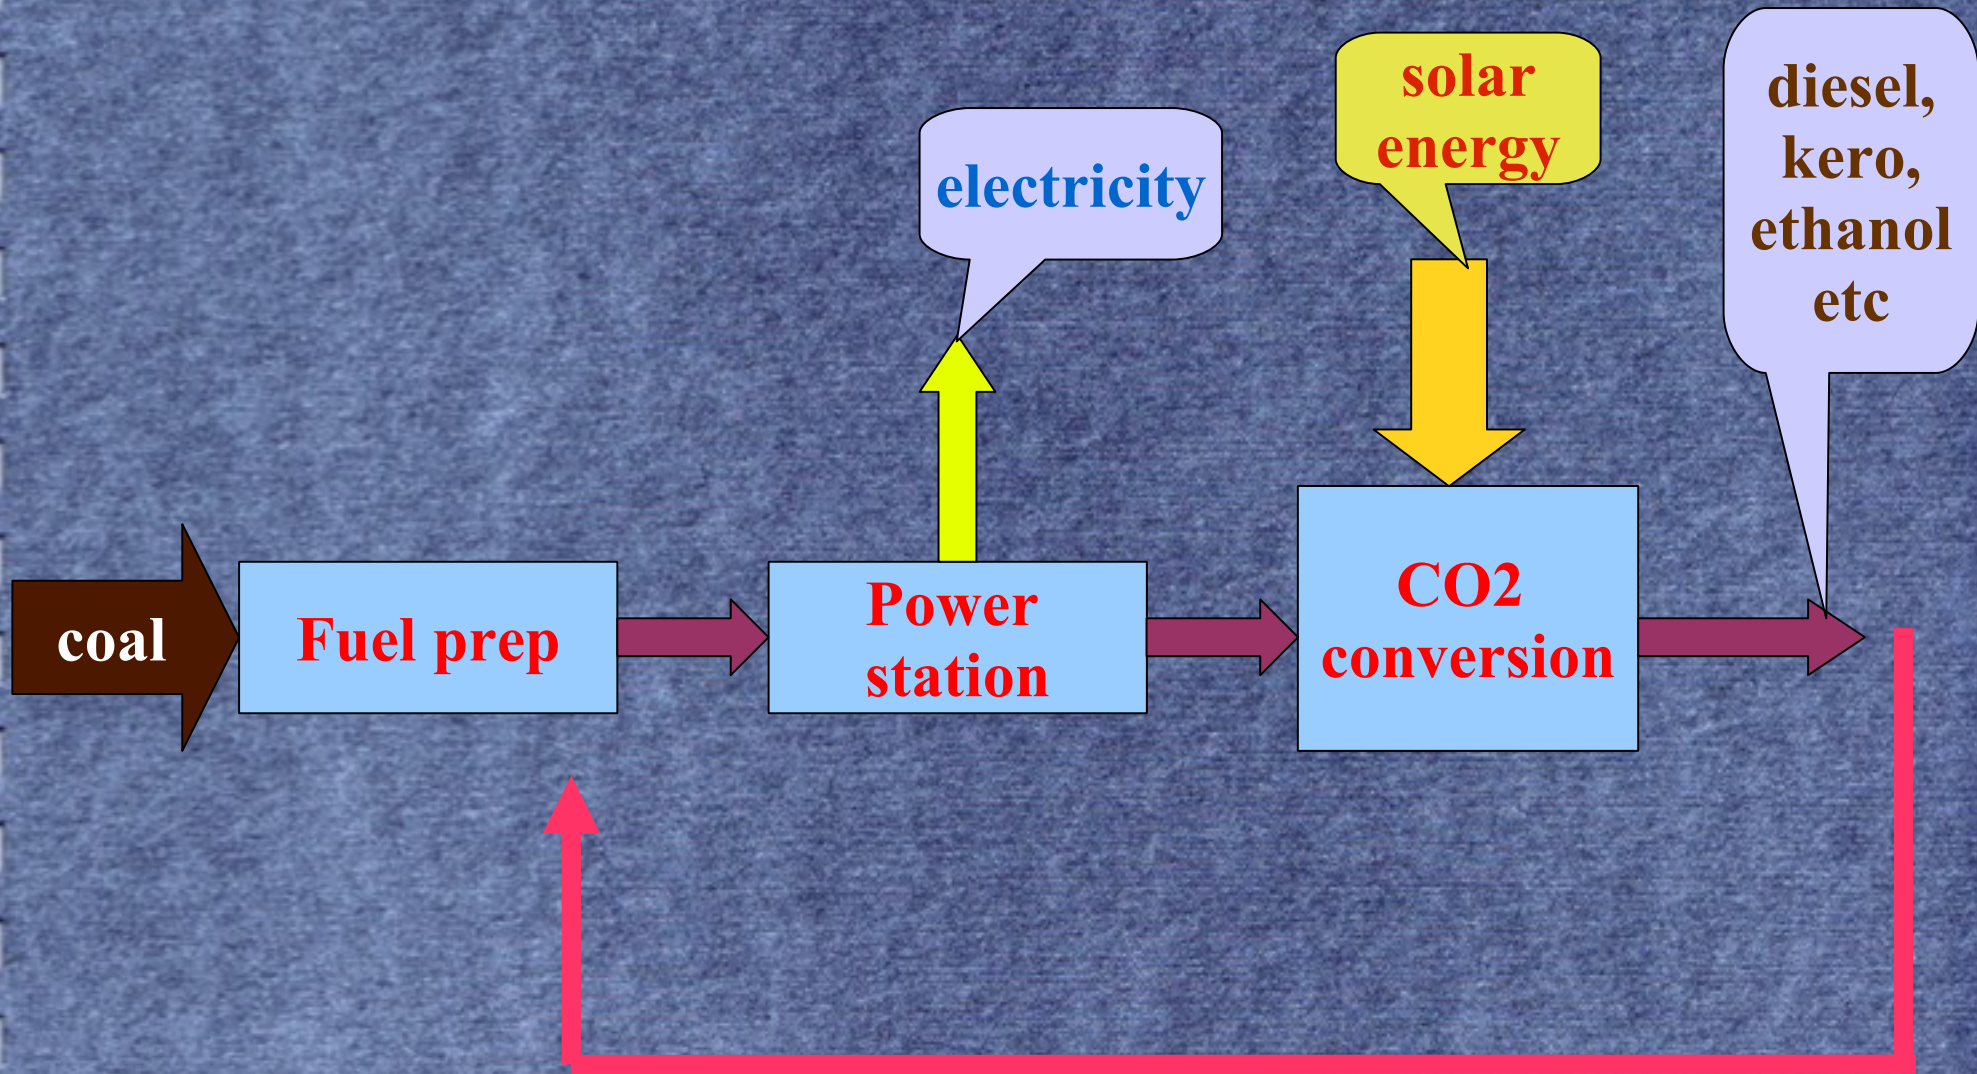 solar
energy
diesel,
kero,
ethanol
etc
electricity
coal
Fuel prep
Power
station
CO2
conversion